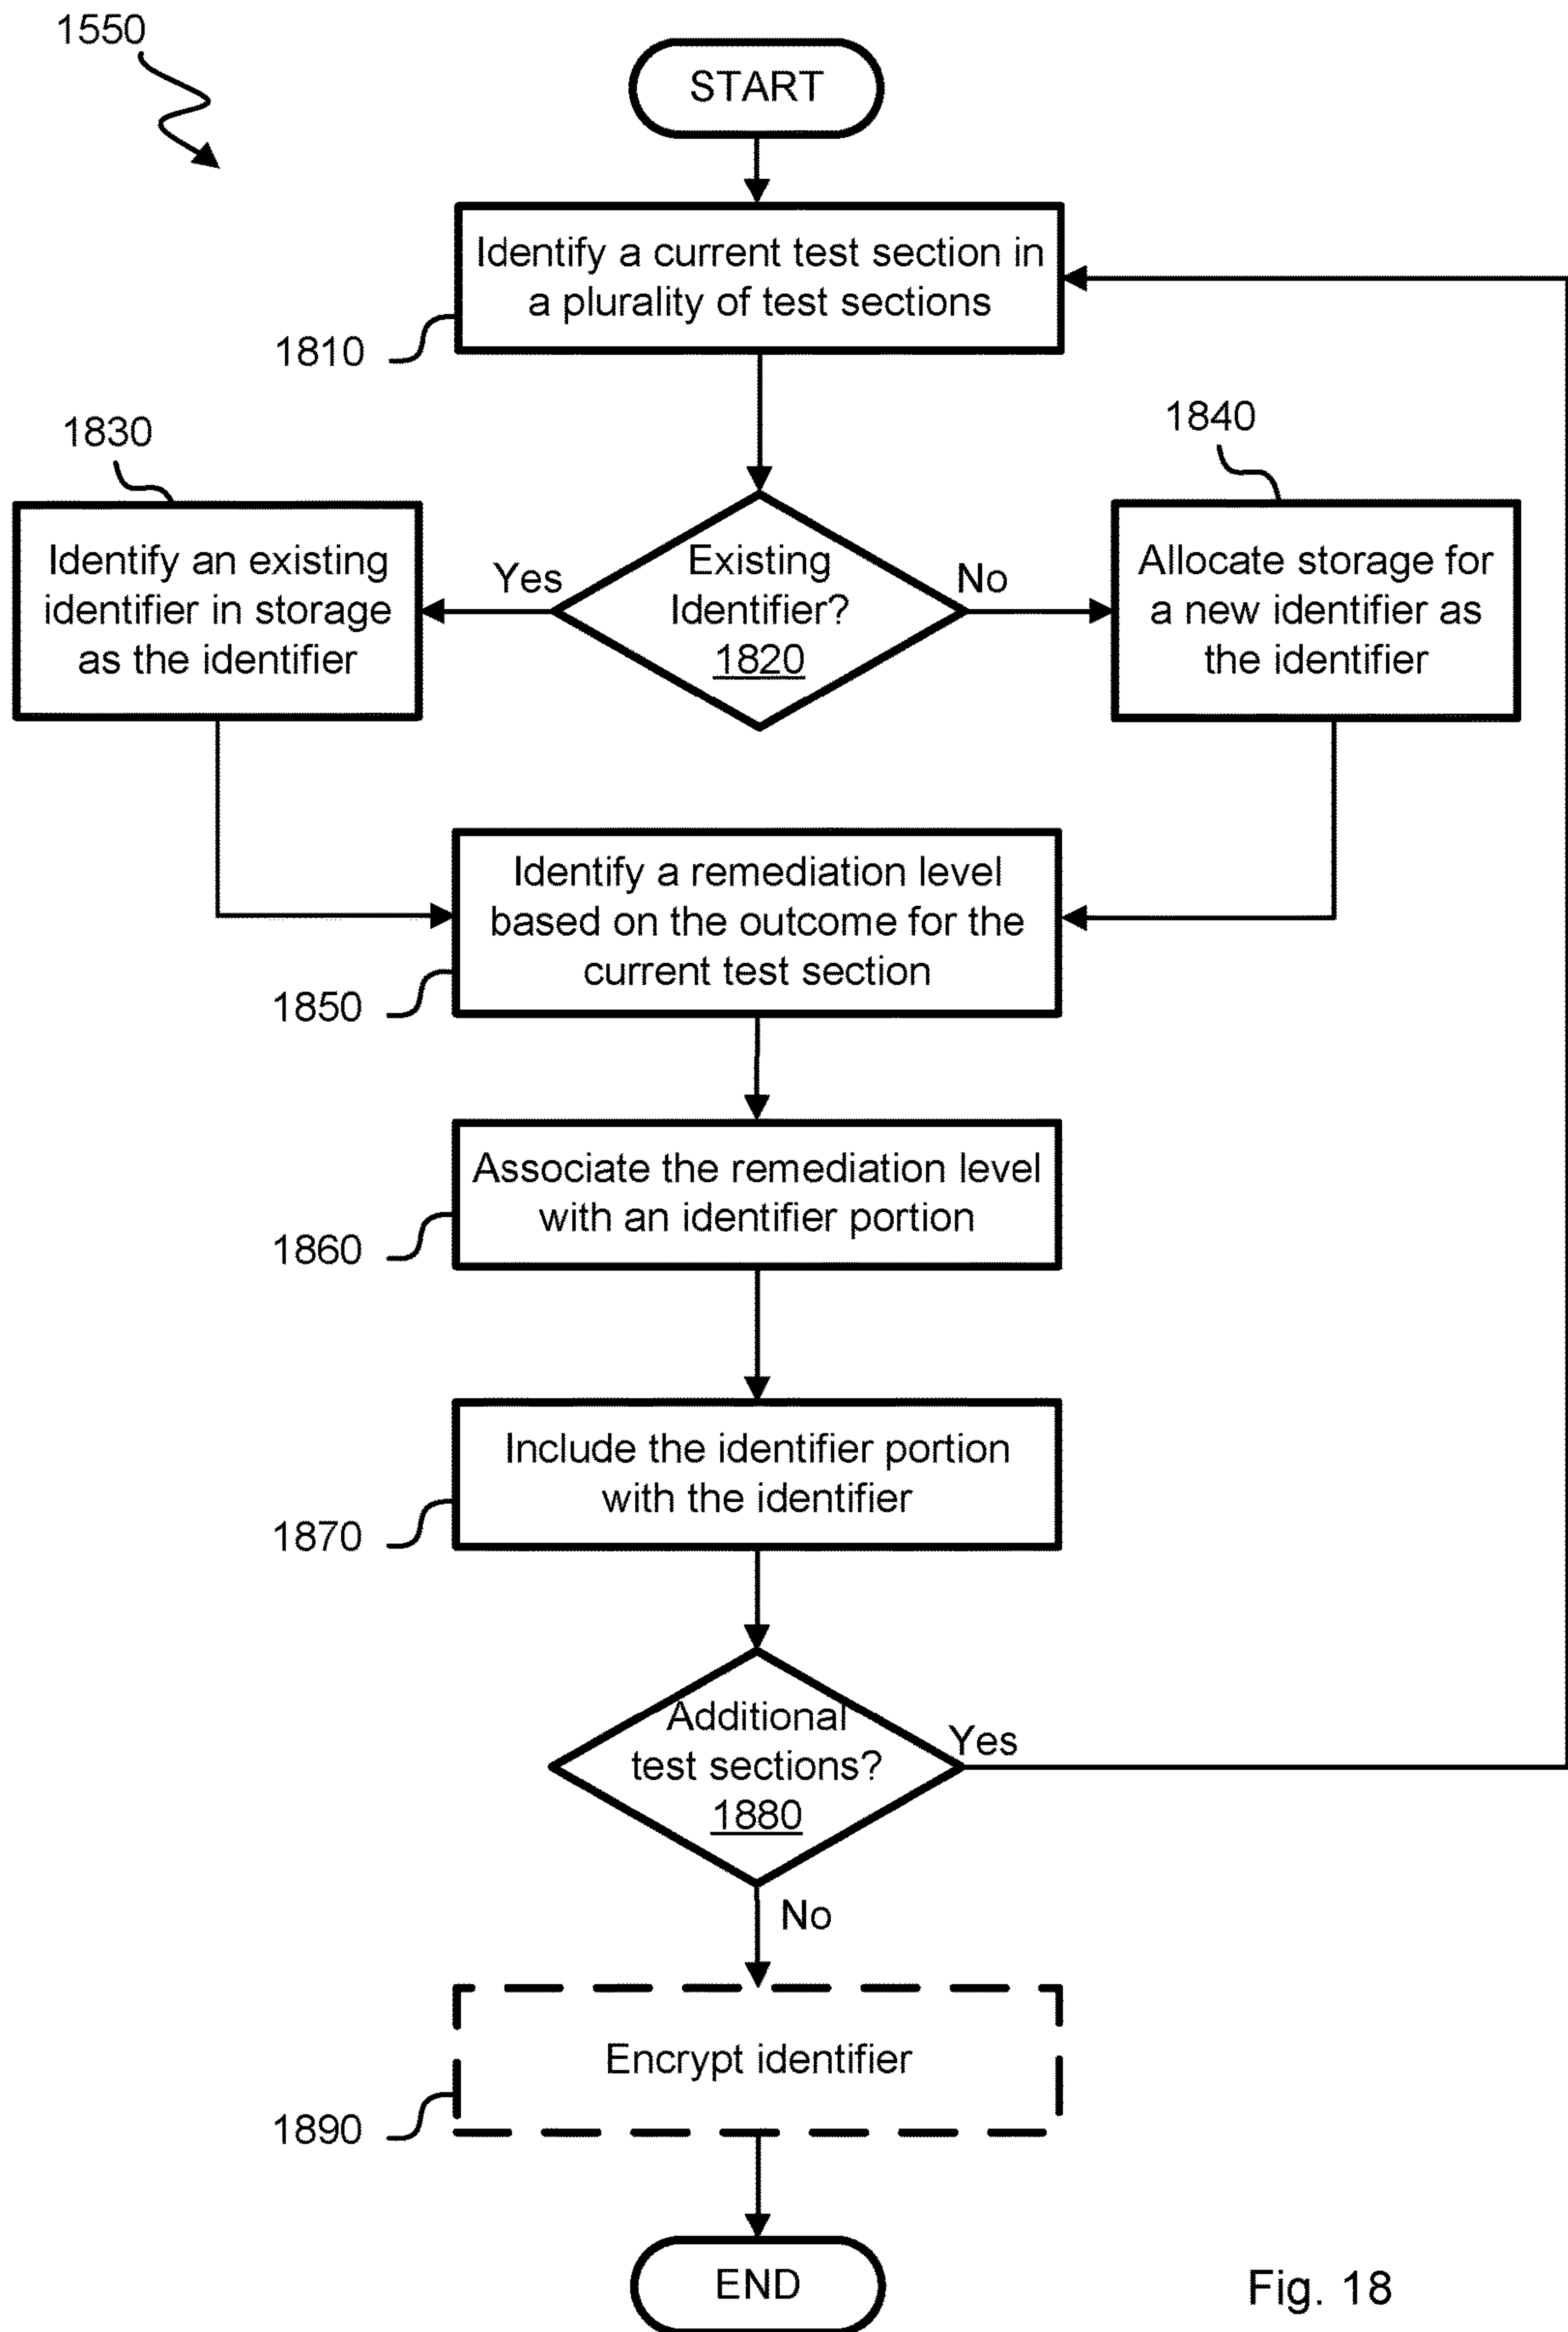 1550
START
Identify a current test section in
a plurality of test sections
1810
1830
1840
Identify an existing
identifier in storage
as the identifier
Yes
Existing
Identifier?
1820
No
Allocate storage for
a new identifier as
the identifier
Identify a remediation level
based on the outcome for the
current test section
1850
Associate the remediation level
with an identifier portion
1860
Include the identifier portion
with the identifier
1870
Additional
test sections?
1880
Yes
No
Encrypt identifier
1890
END
Fig. 18